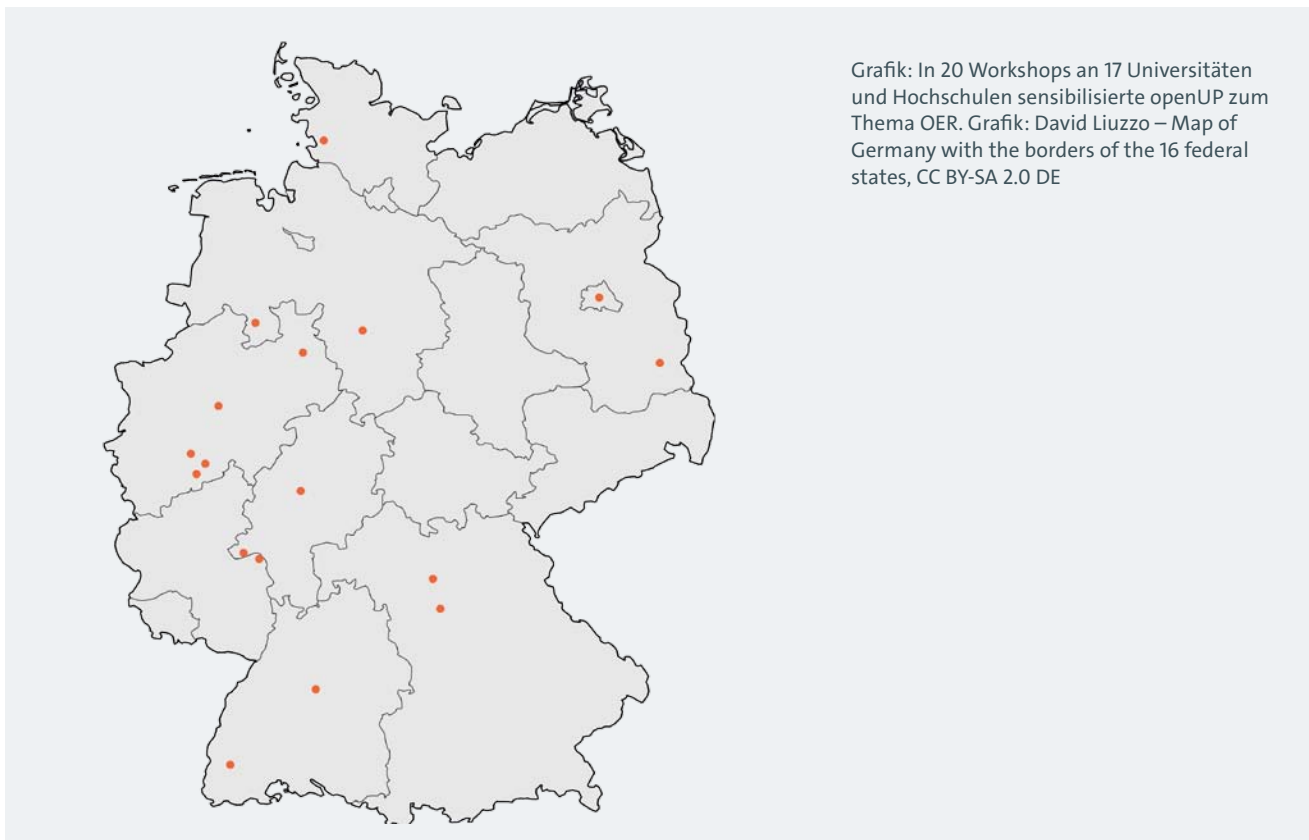 Grafik: In 20 Workshops an 17 Universitäten
und Hochschulen sensibilisierte openUP zum
Thema OER. Grafik: David Liuzzo – Map of
Germany with the borders of the 16 federal
states, CC BY-SA 2.0 DE